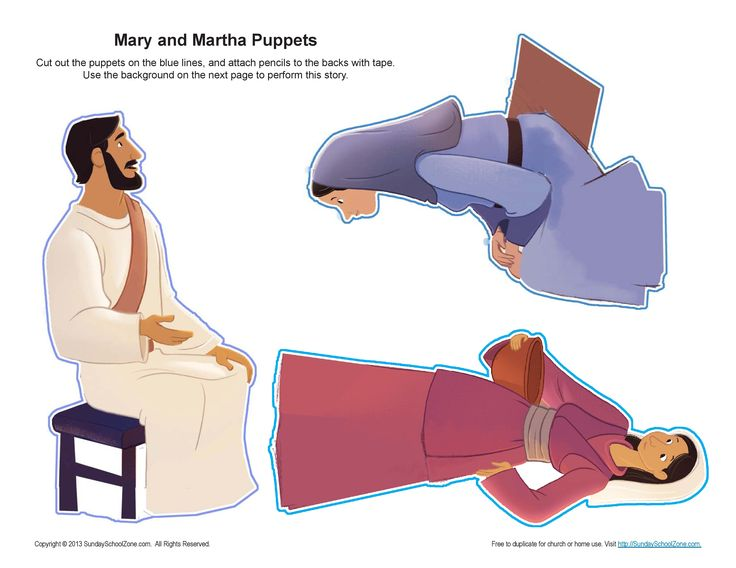 Mary and Martha Puppets
Cut out the puppets on the blue lines, and attach pencils to the backs with tape.
Use the background on the next page to perform this story.
Copyright © 2013 SundaySchoolZone.com. All Rights Reserved.
Free to duplicate for church or home use. Visit http://SundaySchoolZone.com.